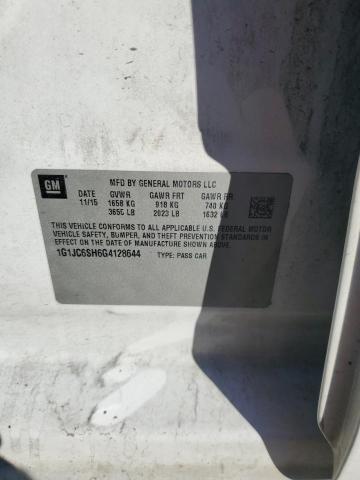 GM
MFD BY GENERAL MOTORS LLC
DATE GVWR GAWR FRT GAWR RR
11/15 1658 KG 918 KG 740 KG
3655 LB 2023 LB 1632 LB
THIS VEHICLE CONFORMS TO ALL APPLICABLE U.S. FEDERAL MOTOR
VEHICLE SAFETY, BUMPER, AND THEFT PREVENTION STANDARDS
IN EFFECT ON THE DATE OF MANUFACTURE SHOWN ABOVE.
1G1JC6SH6G4128644 TYPE: PASS CAR